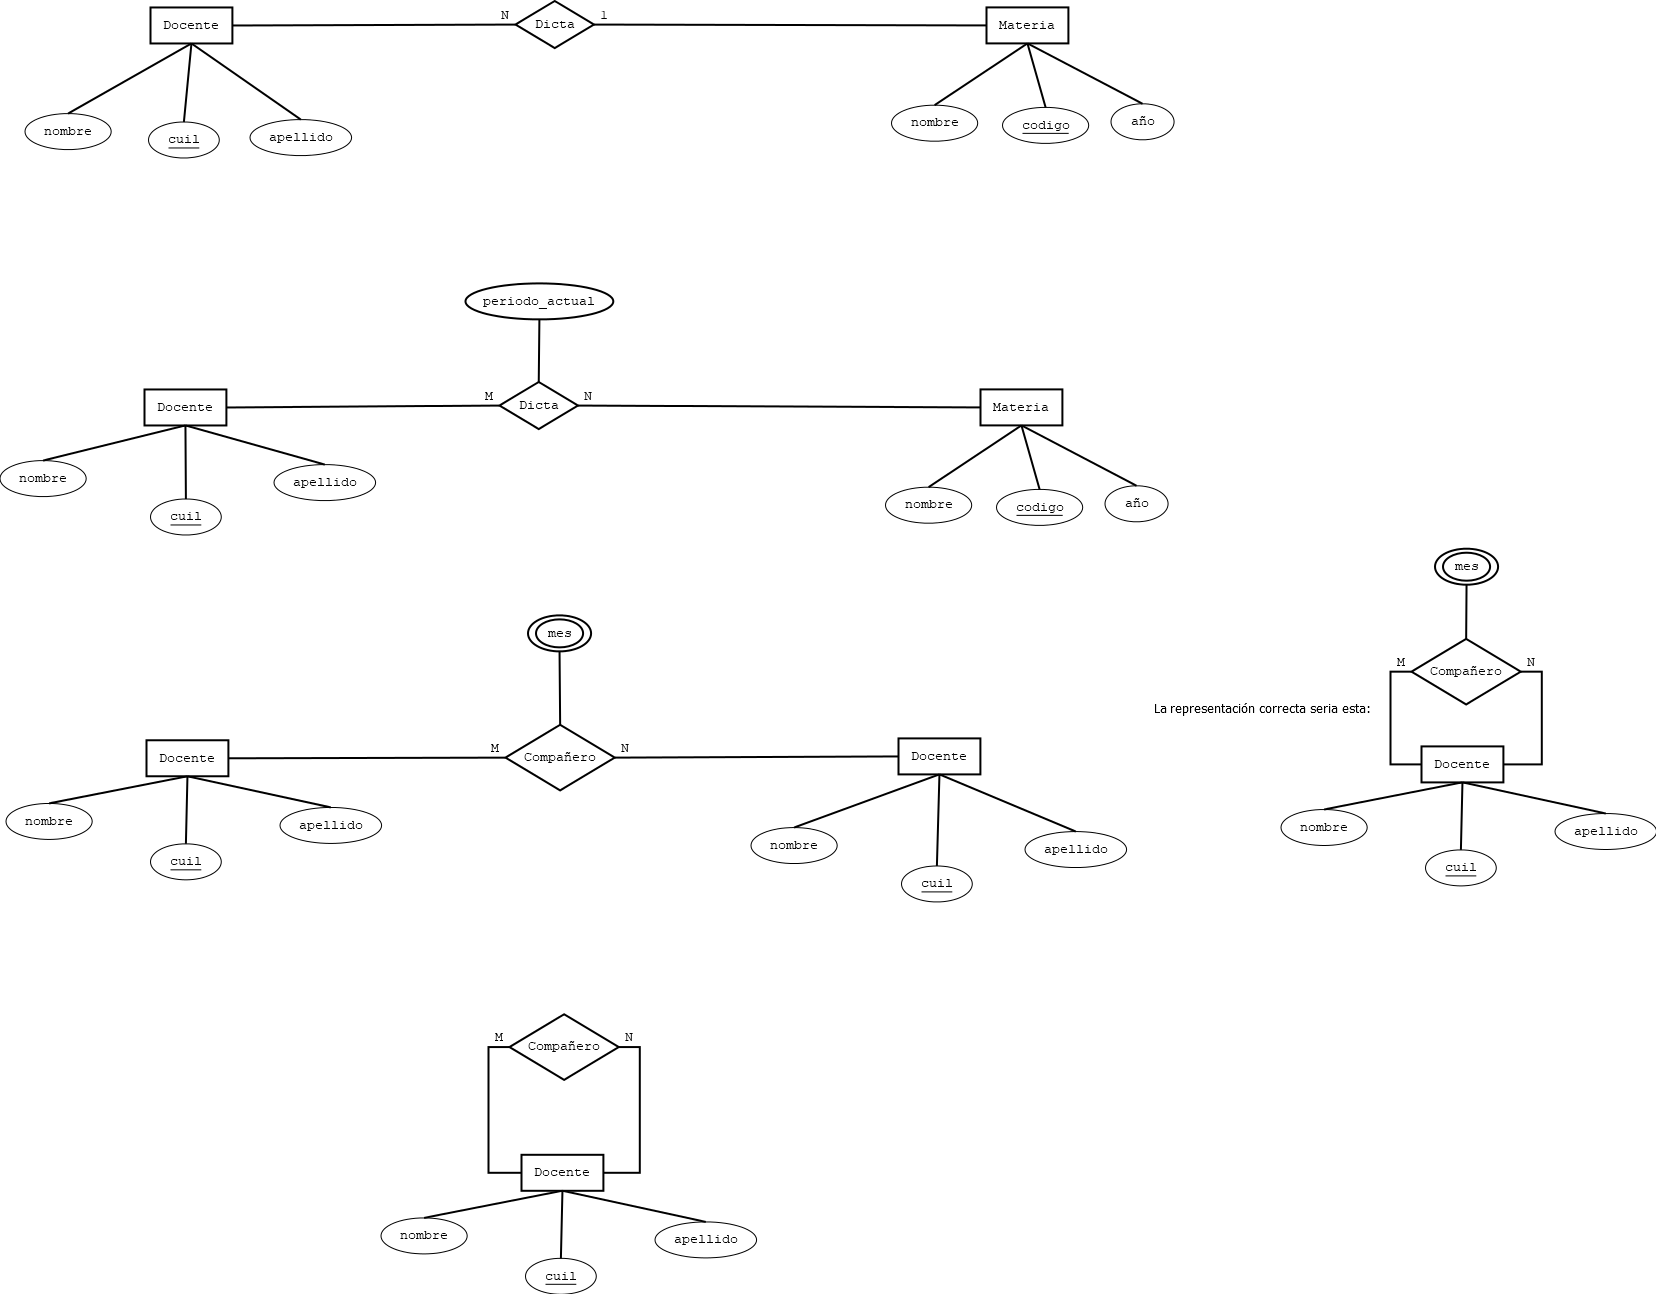 N
1
Docente
Dicta
Materia
nombre
cuil
apellido
nombre
codigo
año
periodo_actual
M
N
Docente
Dicta
Materia
nombre
cuil
apellido
nombre
codigo
año
mes
M
N
Docente
Compañero
Docente
nombre
cuil
apellido
nombre
cuil
apellido
La representación correcta seria esta:
mes
M
N
Compañero
Docente
nombre
cuil
apellido
M
N
Compañero
Docente
nombre
cuil
apellido